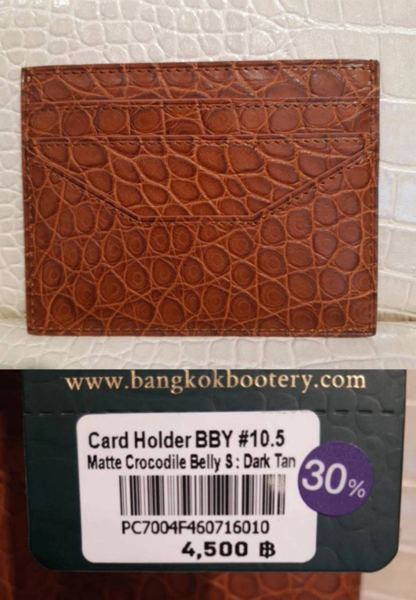 www.bangkokbootery.com
Card Holder BBY #10.5
Matte Crocodile Belly S : Dark Tan
30%
PC7004F460716010
4,500 ฿